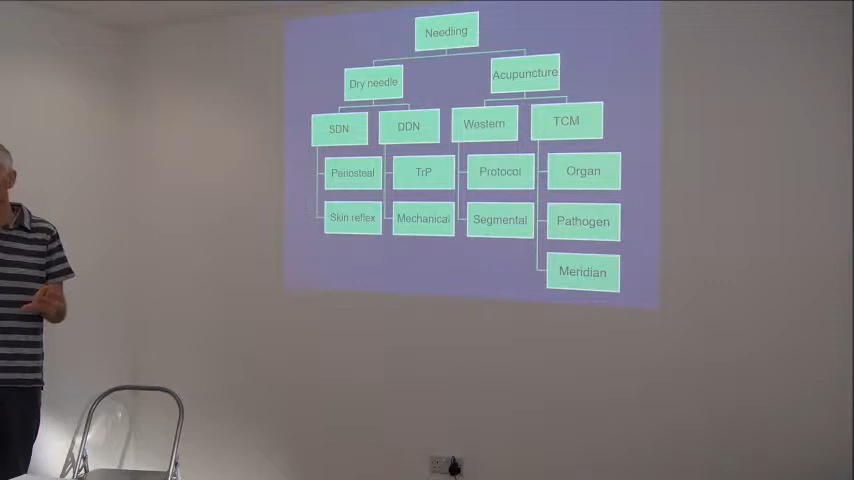 Needling
Dry needle
Acupuncture
SDN
DDN
Western
TCM
Periosteal
TrP
Protocol
Organ
Skin reflex
Mechanical
Segmental
Pathogen
Meridian